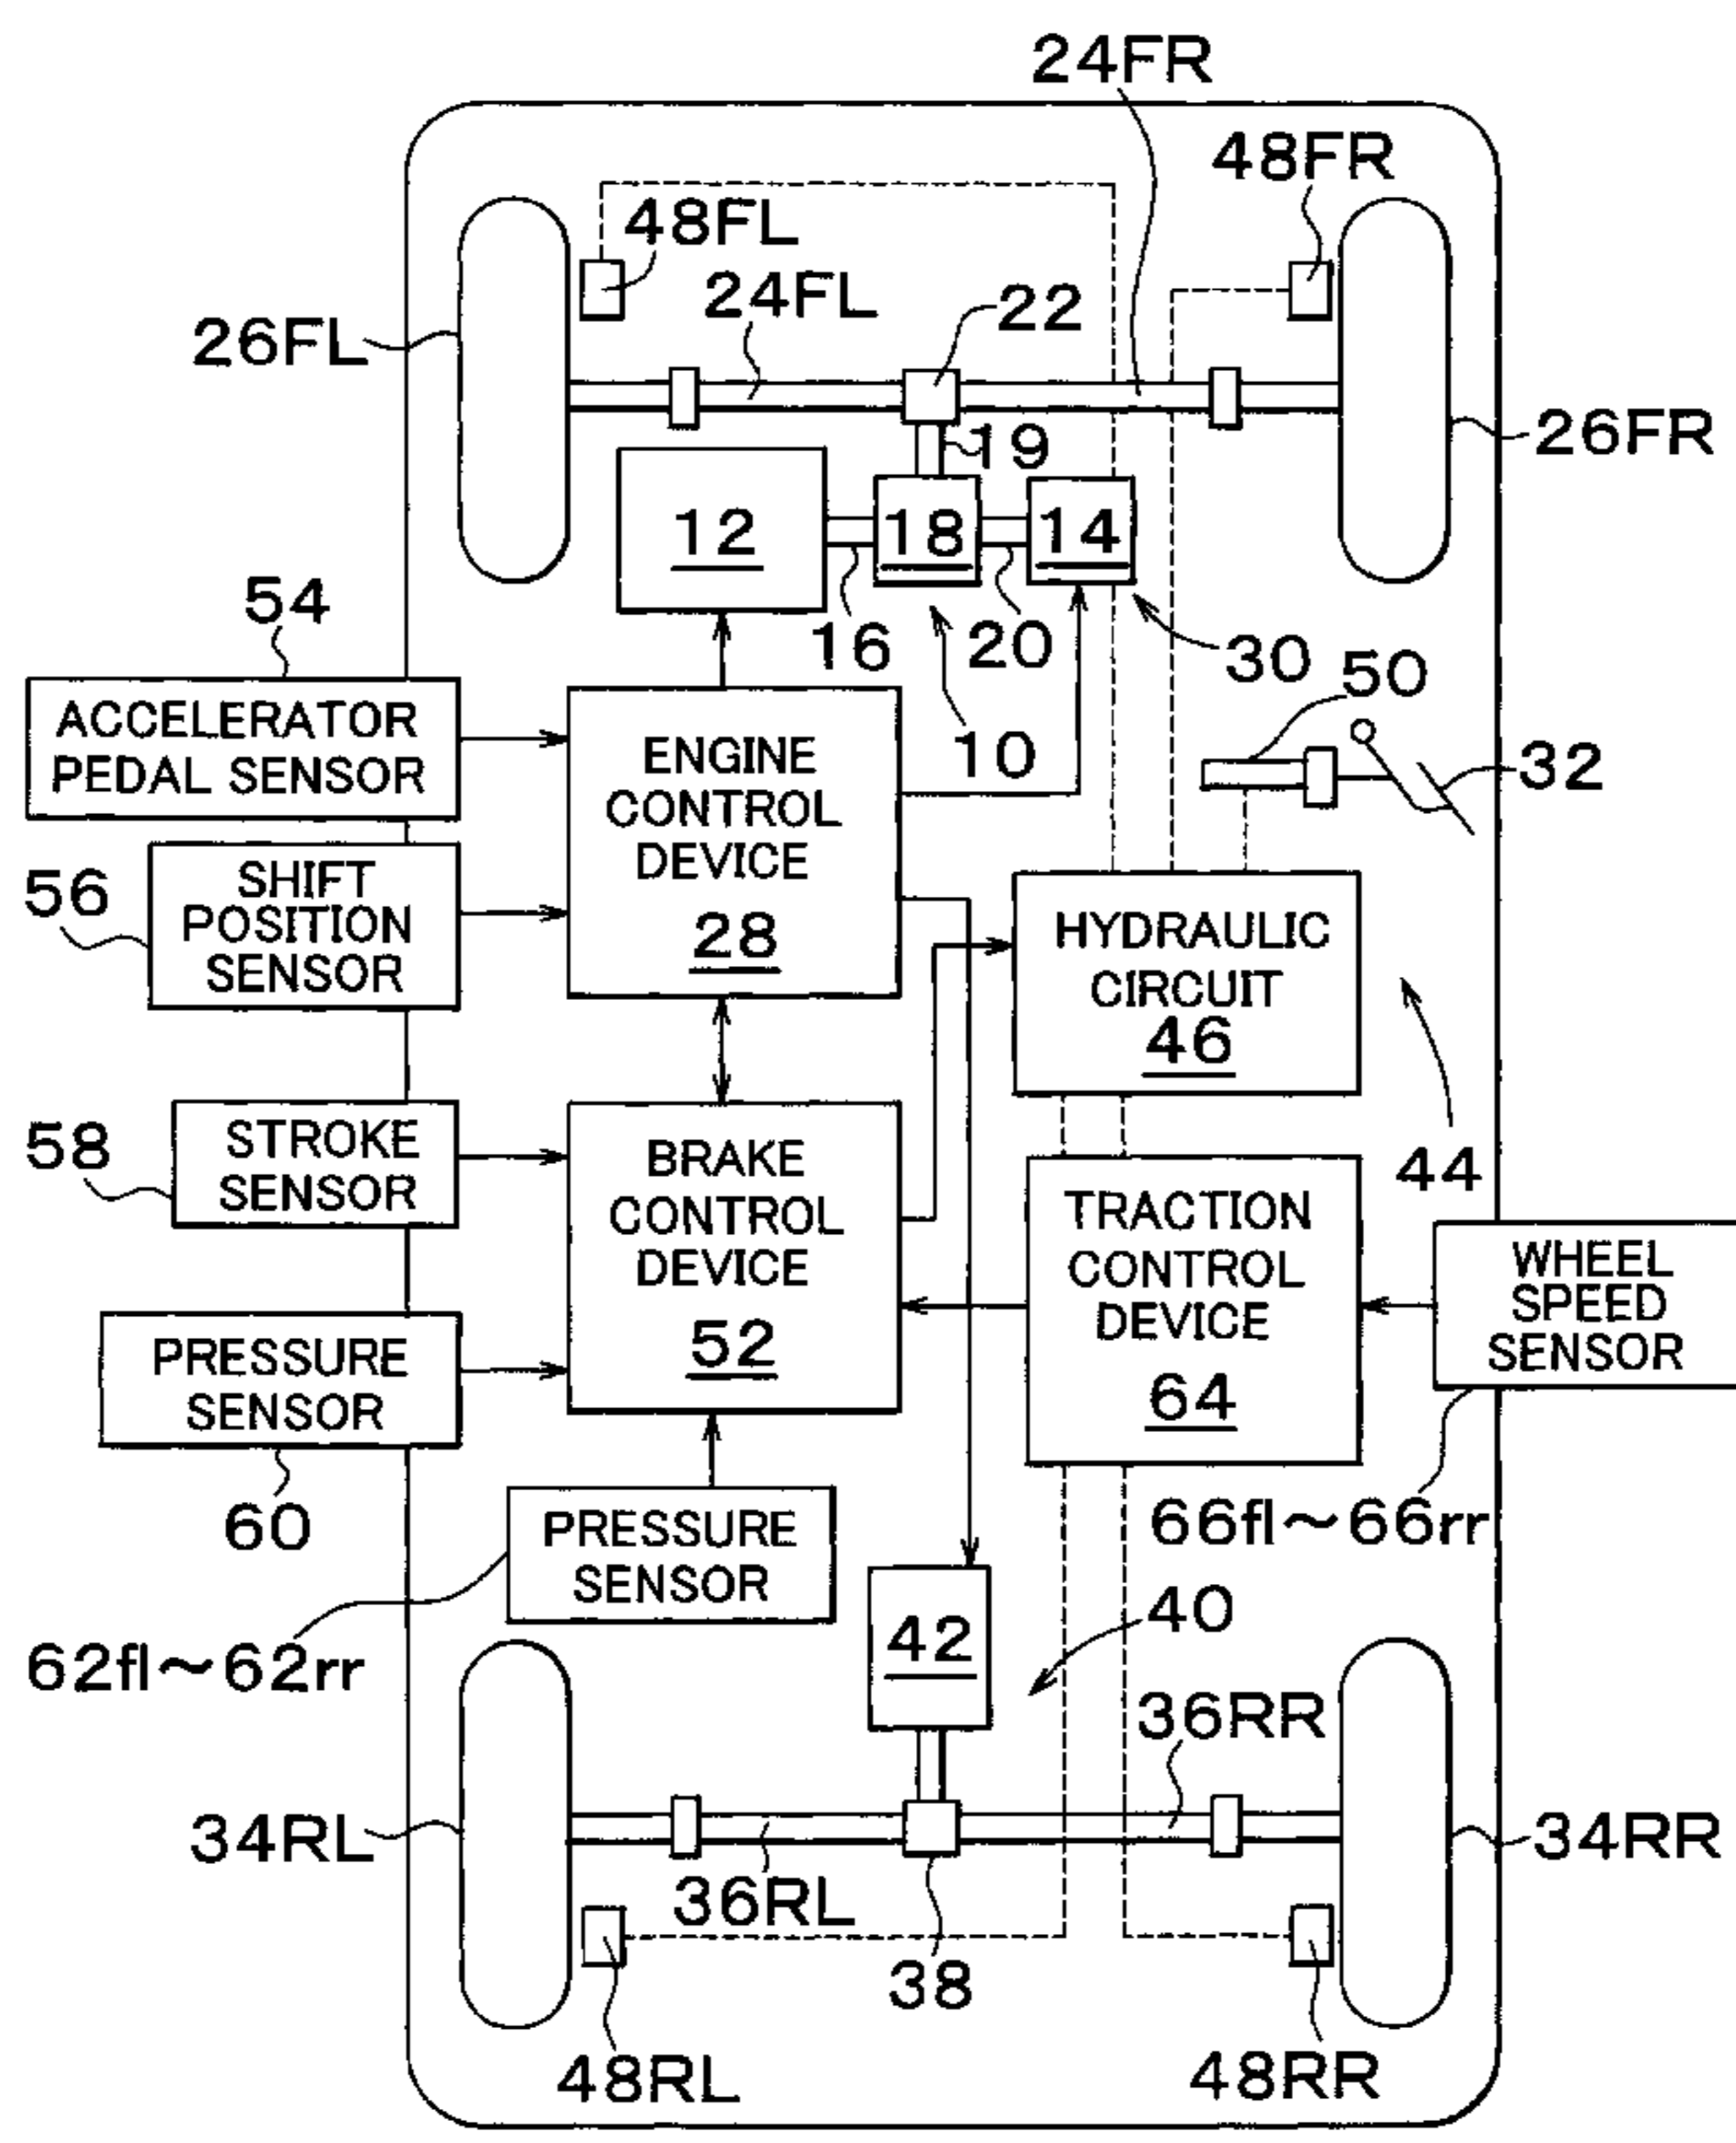 24FR
48FR
48FL
24FL
22
26FL
26FR
19
12
18
14
54
16
20
30
50
ACCELERATOR
PEDAL SENSOR
ENGINE
CONTROL
DEVICE
28
10
32
56
SHIFT
POSITION
SENSOR
HYDRAULIC
CIRCUIT
46
58
STROKE
SENSOR
BRAKE
CONTROL
DEVICE
52
44
TRACTION
CONTROL
DEVICE
64
WHEEL
SPEED
SENSOR
PRESSURE
SENSOR
60
PRESSURE
SENSOR
66fl~66rr
62fl~62rr
42
40
36RR
34RL
34RR
36RL
38
48RL
48RR